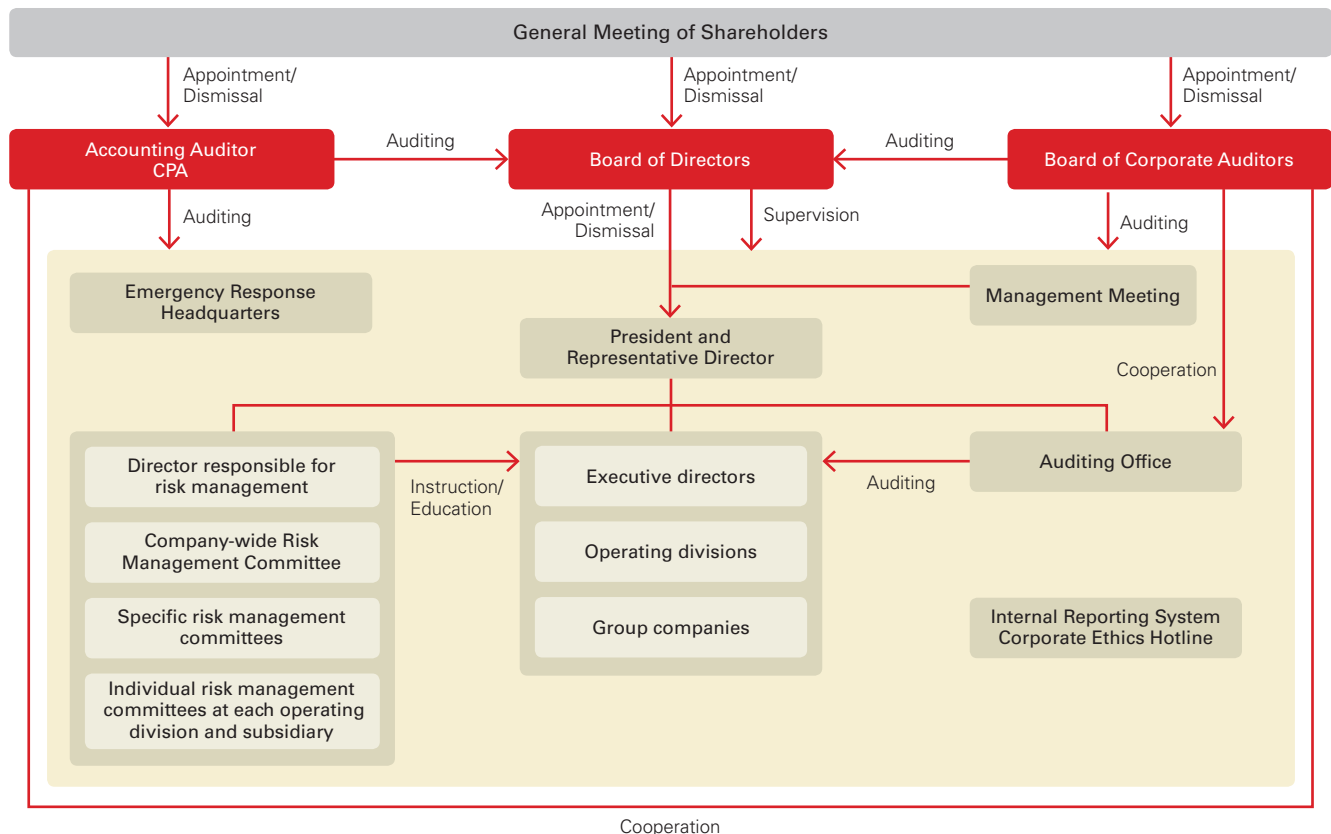 General Meeting of Shareholders
Appointment/
Dismissal
Appointment/
Dismissal
Appointment/
Dismissal
Accounting Auditor
CPA
Auditing
Board of Directors
Auditing
Board of Corporate Auditors
Auditing
Appointment/
Dismissal
Supervision
Auditing
Emergency Response
Headquarters
Management Meeting
President and
Representative Director
Cooperation
Director responsible for
risk management
Company-wide Risk
Management Committee
Specific risk management
committees
Individual risk management
committees at each operating
division and subsidiary
Instruction/
Education
Executive directors
Operating divisions
Group companies
Auditing
Auditing Office
Internal Reporting System
Corporate Ethics Hotline
Cooperation